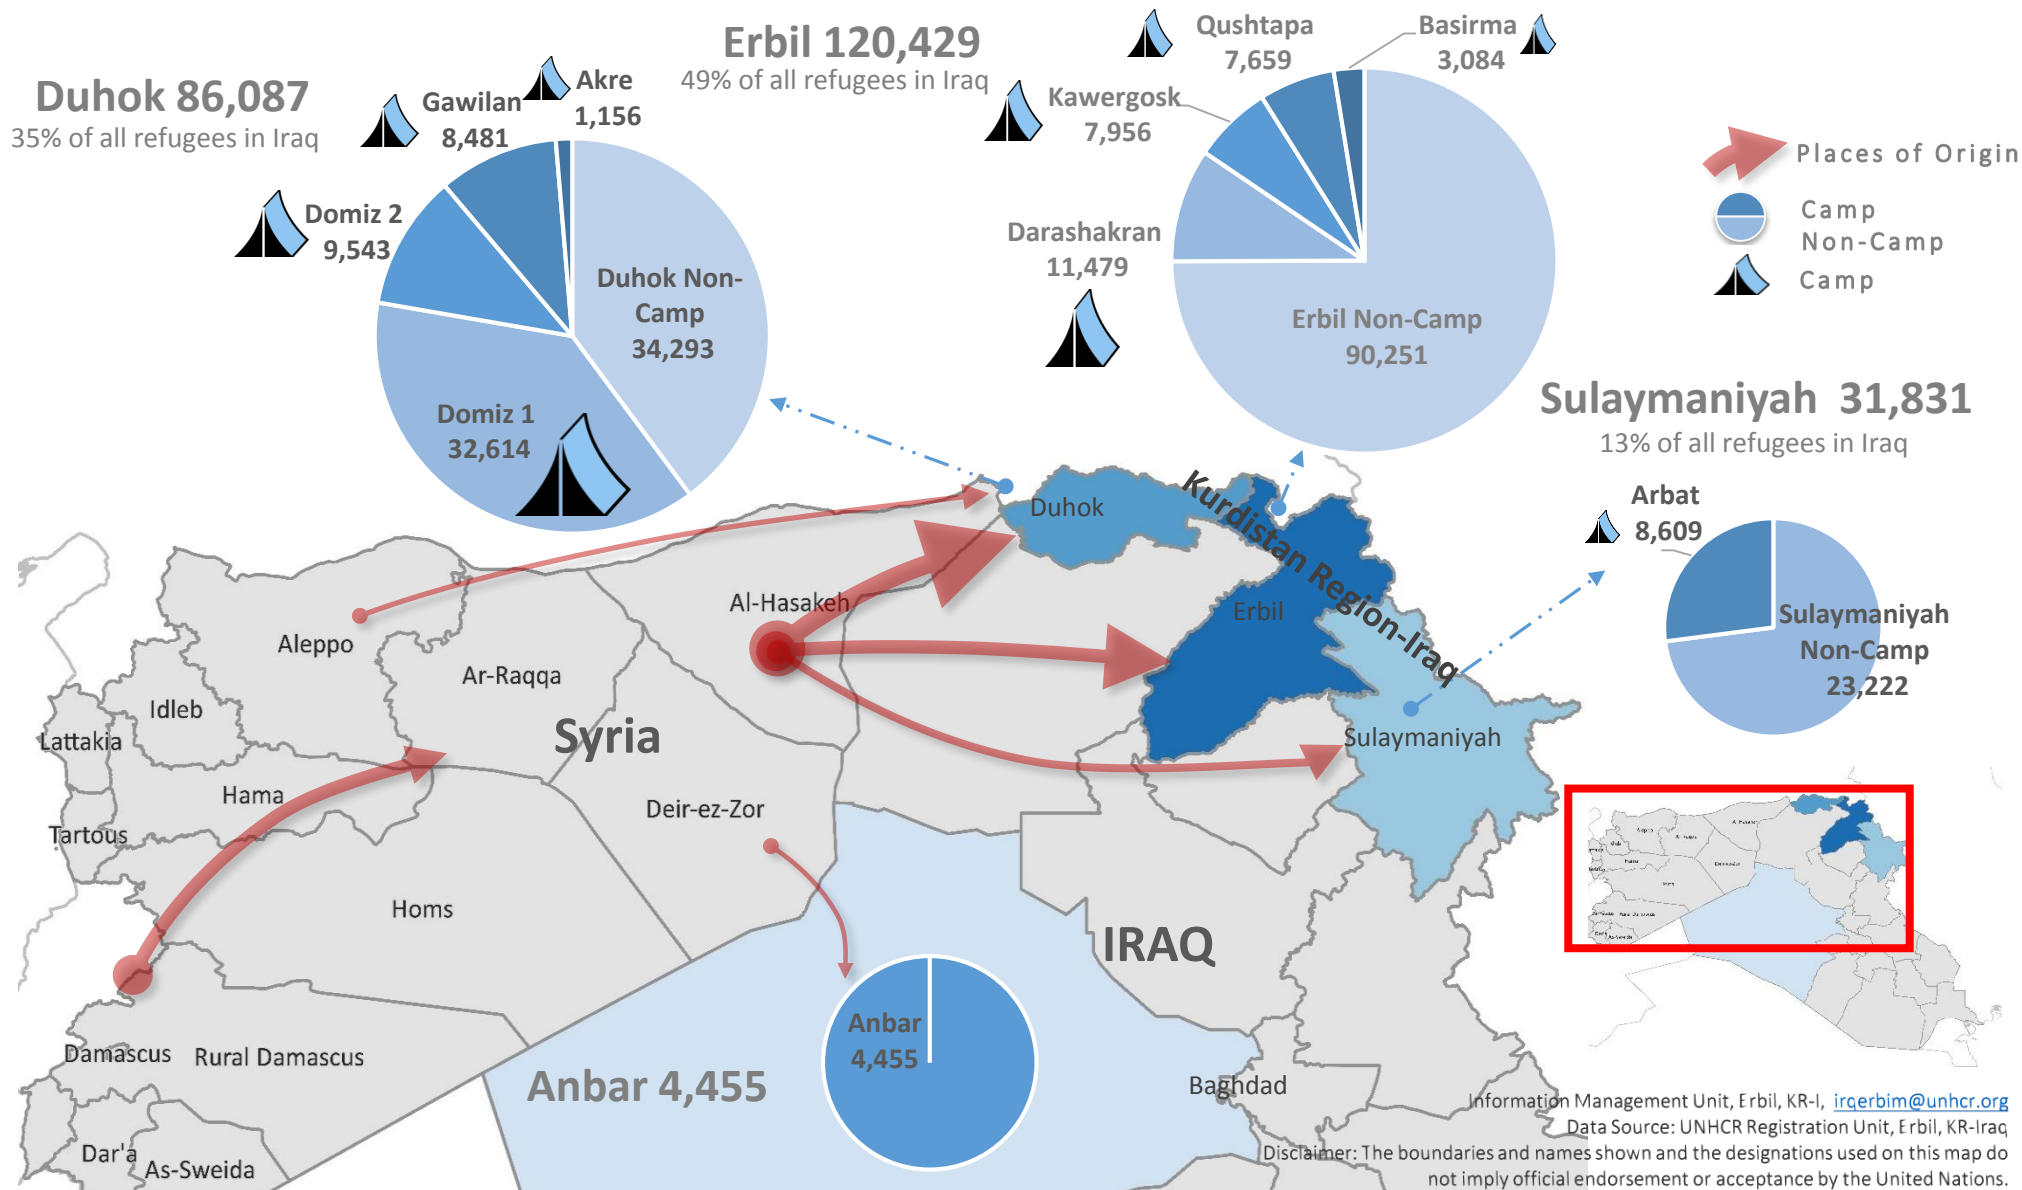 Duhok 86,087
35% of all refugees in Iraq
Gawilan
8,481
Akre
1,156
Domiz 2
9,543
Duhok Non-
Camp
34,293
Domiz 1
32,614
Erbil 120,429
49% of all refugees in Iraq
Qushtapa
7,659
Basirma
3,084
Kawergosk
7,956
Darashakran
11,479
Erbil Non-Camp
90,251
Places of Origin
Camp
Non-Camp
Camp
Sulaymaniyah 31,831
13% of all refugees in Iraq
Arbat
8,609
Sulaymaniyah
Non-Camp
23,222
Kurdistan Region-Iraq
Duhok
Erbil
Sulaymaniyah
Al-Hasakeh
Aleppo
Ar-Raqqa
Idleb
Lattakia
Syria
Hama
Deir-ez-Zor
Tartous
Homs
IRAQ
Anbar
4,455
Anbar 4,455
Damascus
Rural Damascus
Baghdad
Dar'a
As-Sweida
Information Management Unit, Erbil, KR-I, irqerbim@unhcr.org
Data Source: UNHCR Registration Unit, Erbil, KR-Iraq
Disclaimer: The boundaries and names shown and the designations used on this map do
not imply official endorsement or acceptance by the United Nations.